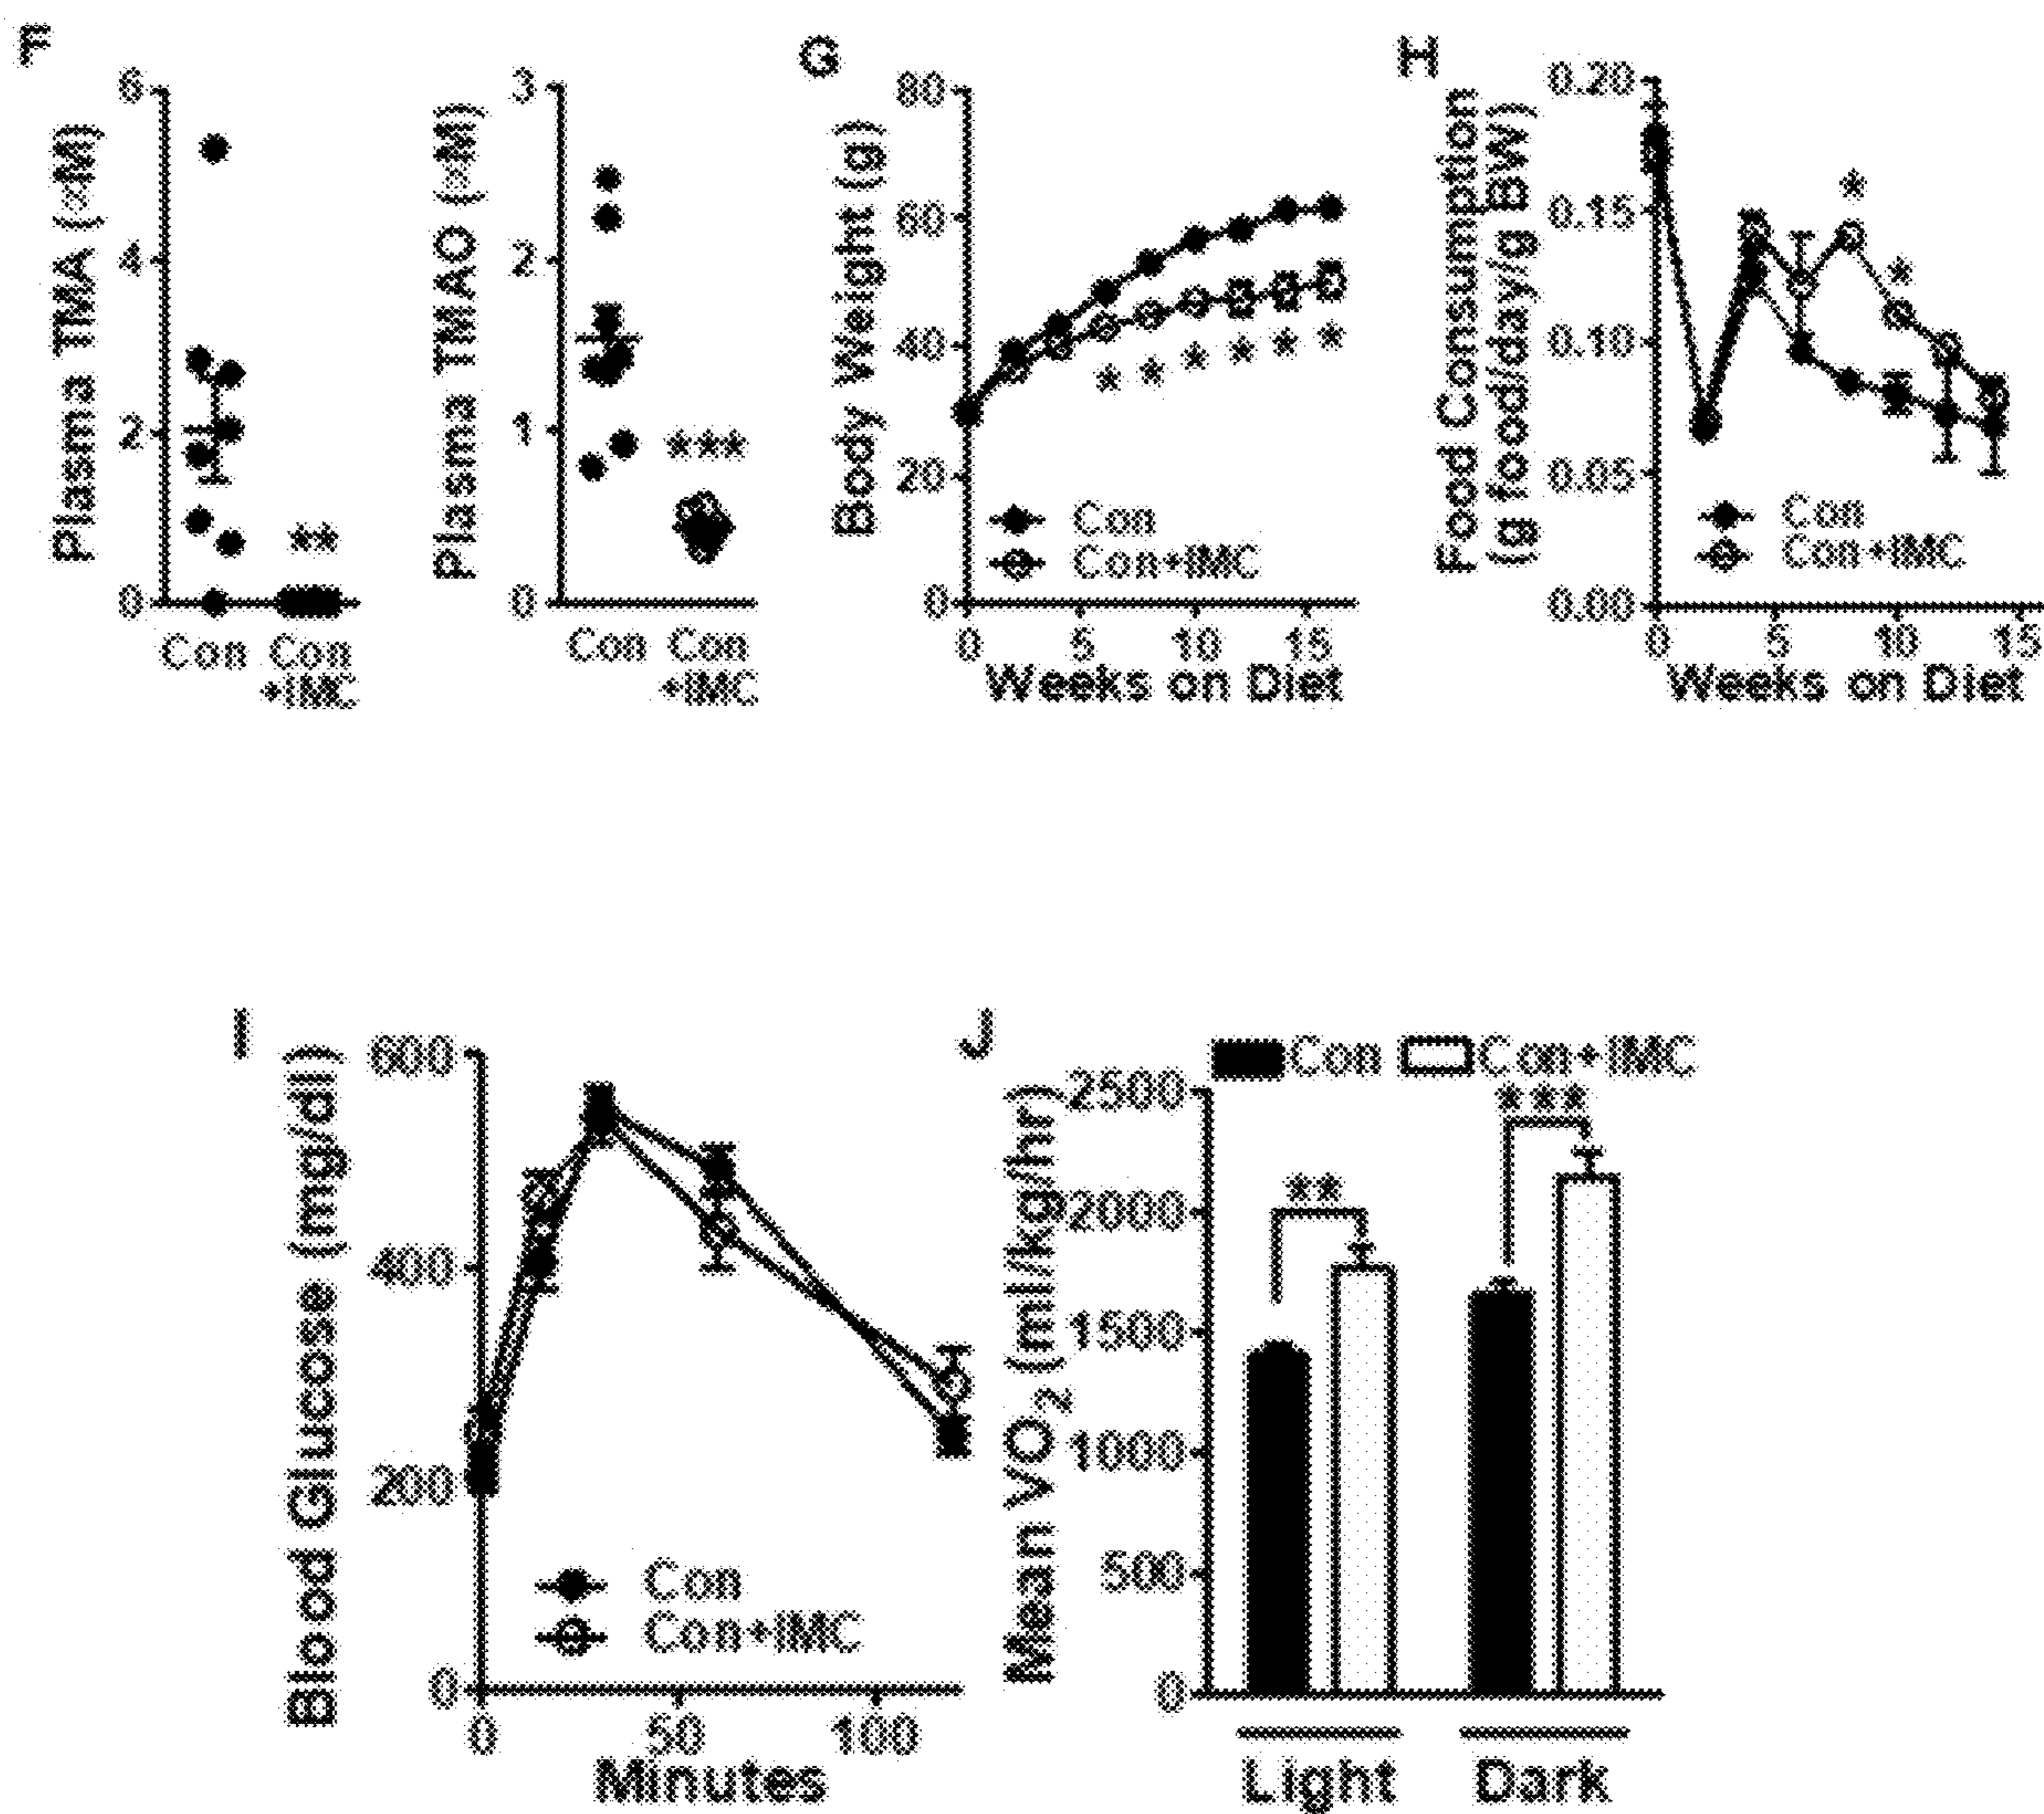 F
6
4
2
0
Plasma TMA (×M)
**
Con Con
+IMC
3
2
1
0
Plasma TMAO (×M)
***
Con Con
+IMC
G
80
60
40
20
0
Body Weight (g)
* * * * * *
Con
Con+IMC
0 5 10 15
Weeks on Diet
H
0.20
0.15
0.10
0.05
0.00
Food Consumption
(g food/day/g BW)
*
*
Con
Con+IMC
0 5 10 15
Weeks on Diet
I
600
400
200
0
Blood Glucose (mg/dl)
Con
Con+IMC
0 50 100
Minutes
J
Con Con+IMC
2500
2000
1500
1000
500
0
Mean VO2 (ml/kg/hr)
**
***
Light Dark